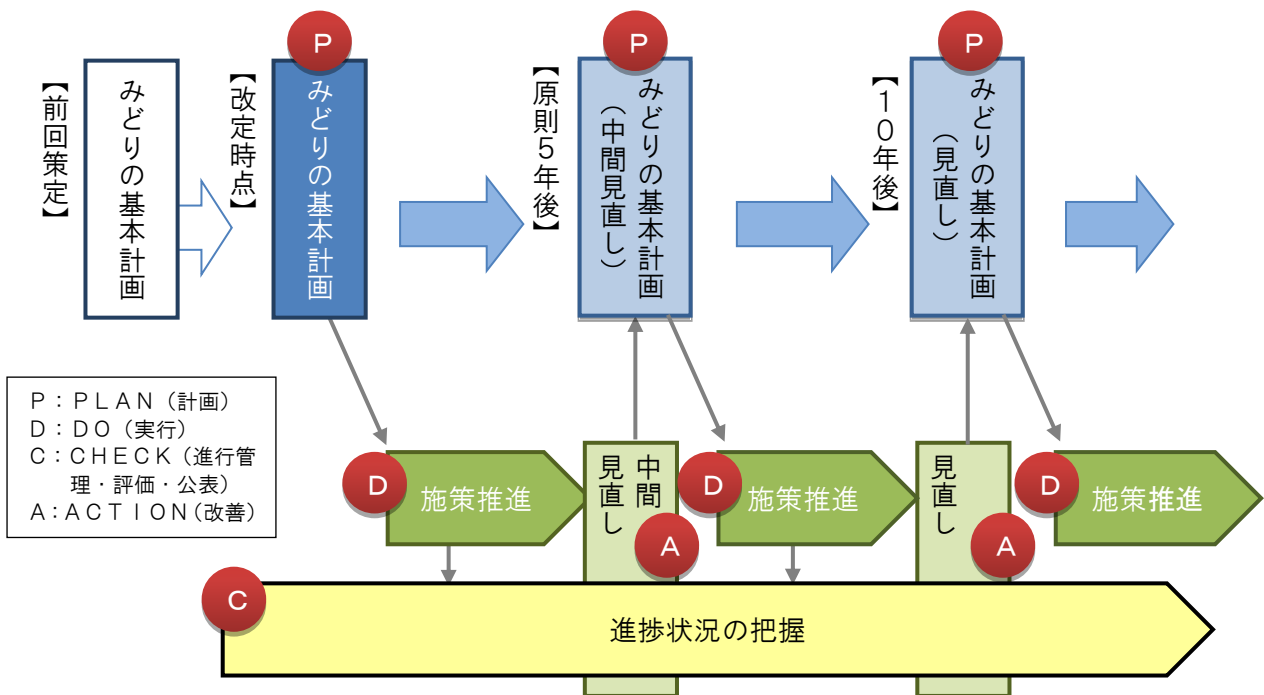 P
P
P
【前回策定】
みどりの基本計画
【改定時点】
みどりの基本計画
【原則5年後】
みどりの基本計画
（中間見直し）
【10年後】
みどりの基本計画
（見直し）
P：PLAN（計画）
D：DO（実行）
C：CHECK（進行管
理・評価・公表）
A：ACTION（改善）
D
施策推進
中間
見直し
A
D
施策推進
見直し
A
D
施策推進
C
進捗状況の把握